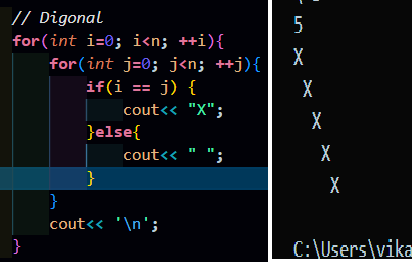 // Digonal
for(int i=0; i<n; ++i){
for(int j=0; j<n; ++j){
if(i == j) {
cout<< "X";
}else{
cout<< " ";
}
}
cout<< '\n';
}
5
X
X
X
X
X
C:\Users\vika